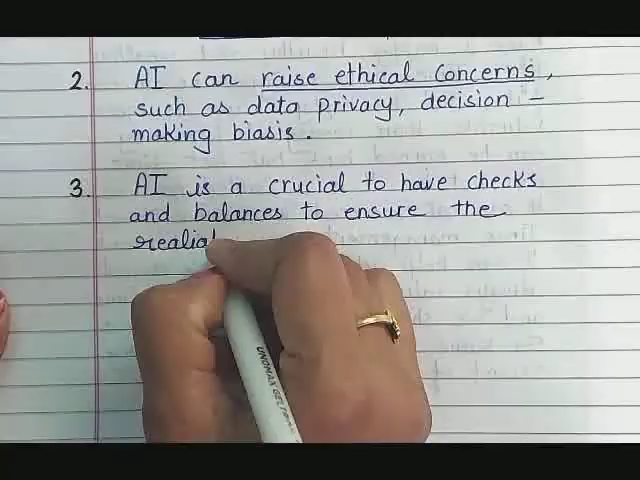 2. AI can raise ethical concerns,
such as data privacy, decision -
making biasis.
3. AI is a crucial to have checks
and balances to ensure the
UNOMAX